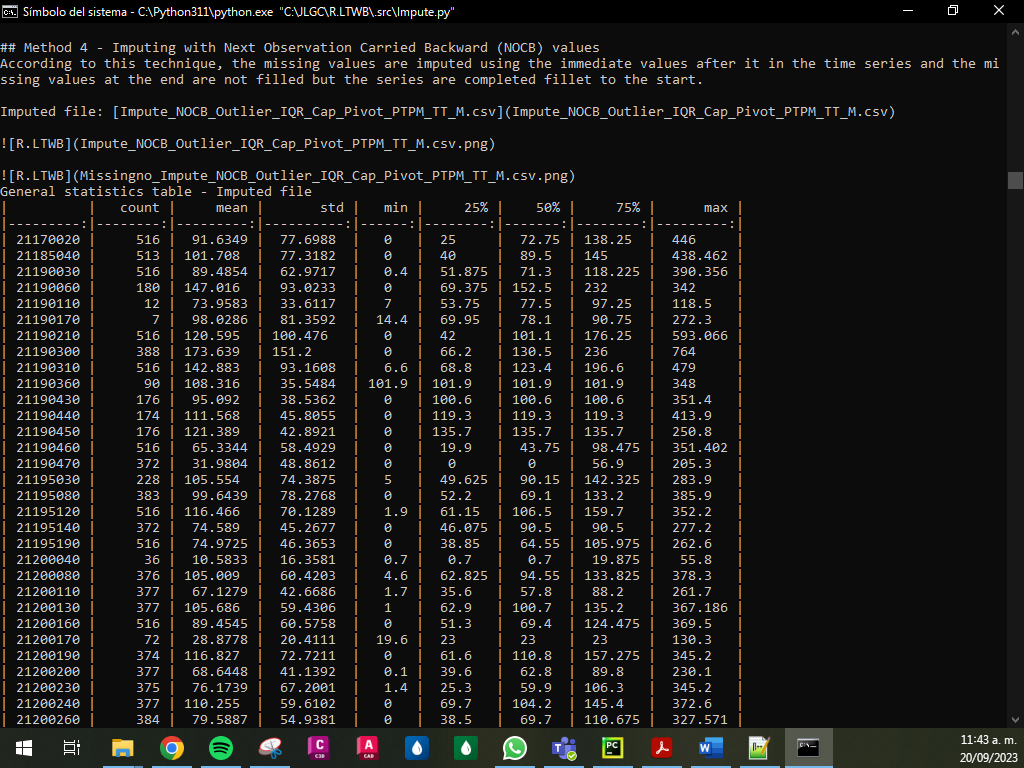 Símbolo del sistema - C:\Python311\python.exe "C:\JLGC\R.LTWB\.src\Impute.py"
## Method 4 - Imputing with Next Observation Carried Backward (NOCB) values
According to this technique, the missing values are imputed using the immediate values after it in the time series and the mi
ssing values at the end are not filled but the series are completed fillet to the start.
Imputed file: [Impute_NOCB_Outlier_IQR_Cap_Pivot_PTPM_TT_M.csv](Impute_NOCB_Outlier_IQR_Cap_Pivot_PTPM_TT_M.csv)
![R.LTWB](Impute_NOCB_Outlier_IQR_Cap_Pivot_PTPM_TT_M.csv.png)
![R.LTWB](Missingno_Impute_NOCB_Outlier_IQR_Cap_Pivot_PTPM_TT_M.csv.png)
General statistics table - Imputed file
|          |   count |     mean |      std |   min |     25% |    50% |     75% |     max |
|---------:|--------:|---------:|---------:|------:|--------:|-------:|--------:|--------:|
| 21170020 | 516 | 91.6349 | 77.6988 | 0 | 25 | 72.75 | 138.25 | 446 |
| 21185040 | 513 | 101.708 | 77.3182 | 0 | 40 | 89.5 | 145 | 438.462 |
| 21190030 | 516 | 89.4854 | 62.9717 | 0.4 | 51.875 | 71.3 | 118.225 | 390.356 |
| 21190060 | 180 | 147.016 | 93.0233 | 0 | 69.375 | 152.5 | 232 | 342 |
| 21190110 | 12 | 73.9583 | 33.6117 | 7 | 53.75 | 77.5 | 97.25 | 118.5 |
| 21190170 | 7 | 98.0286 | 81.3592 | 14.4 | 69.95 | 78.1 | 90.75 | 272.3 |
| 21190210 | 516 | 120.595 | 100.476 | 0 | 42 | 101.1 | 176.25 | 593.066 |
| 21190300 | 388 | 173.639 | 151.2 | 0 | 66.2 | 130.5 | 236 | 764 |
| 21190310 | 516 | 142.883 | 93.1608 | 6.6 | 68.8 | 123.4 | 196.6 | 479 |
| 21190360 | 90 | 108.316 | 35.5484 | 101.9 | 101.9 | 101.9 | 101.9 | 348 |
| 21190430 | 176 | 95.092 | 38.5362 | 0 | 100.6 | 100.6 | 100.6 | 351.4 |
| 21190440 | 174 | 111.568 | 45.8055 | 0 | 119.3 | 119.3 | 119.3 | 413.9 |
| 21190450 | 176 | 121.389 | 42.8921 | 0 | 135.7 | 135.7 | 135.7 | 250.8 |
| 21190460 | 516 | 65.3344 | 58.4929 | 0 | 19.9 | 43.75 | 98.475 | 351.402 |
| 21190470 | 372 | 31.9804 | 48.8612 | 0 | 0 | 0 | 56.9 | 205.3 |
| 21195030 | 228 | 105.554 | 74.3875 | 5 | 49.625 | 90.15 | 142.325 | 283.9 |
| 21195080 | 383 | 99.6439 | 78.2768 | 0 | 52.2 | 69.1 | 133.2 | 385.9 |
| 21195120 | 516 | 116.466 | 70.1289 | 1.9 | 61.15 | 106.5 | 159.7 | 352.2 |
| 21195140 | 372 | 74.589 | 45.2677 | 0 | 46.075 | 90.5 | 90.5 | 277.2 |
| 21195190 | 516 | 74.9725 | 46.3653 | 0 | 38.85 | 64.55 | 105.975 | 262.6 |
| 21200040 | 36 | 10.5833 | 16.3581 | 0.7 | 0.7 | 0.7 | 19.875 | 55.8 |
| 21200080 | 376 | 105.009 | 60.4203 | 4.6 | 62.825 | 94.55 | 133.825 | 378.3 |
| 21200110 | 377 | 67.1279 | 42.6686 | 1.7 | 35.6 | 57.8 | 88.2 | 261.7 |
| 21200130 | 377 | 105.686 | 59.4306 | 1 | 62.9 | 100.7 | 135.2 | 367.186 |
| 21200160 | 516 | 89.4545 | 60.5758 | 0 | 51.3 | 69.4 | 124.475 | 369.5 |
| 21200170 | 72 | 28.8778 | 20.4111 | 19.6 | 23 | 23 | 23 | 130.3 |
| 21200190 | 374 | 116.827 | 72.7211 | 0 | 61.6 | 110.8 | 157.275 | 345.2 |
| 21200200 | 377 | 68.6448 | 41.1392 | 0.1 | 39.6 | 62.8 | 89.8 | 230.1 |
| 21200230 | 375 | 76.1739 | 67.2001 | 1.4 | 25.3 | 59.9 | 106.3 | 345.2 |
| 21200240 | 377 | 110.255 | 59.6102 | 0 | 69.7 | 104.2 | 145.4 | 372.6 |
| 21200260 | 384 | 79.5887 | 54.9381 | 0 | 38.5 | 69.7 | 110.675 | 327.571 |
11:43 a. m.
20/09/2023